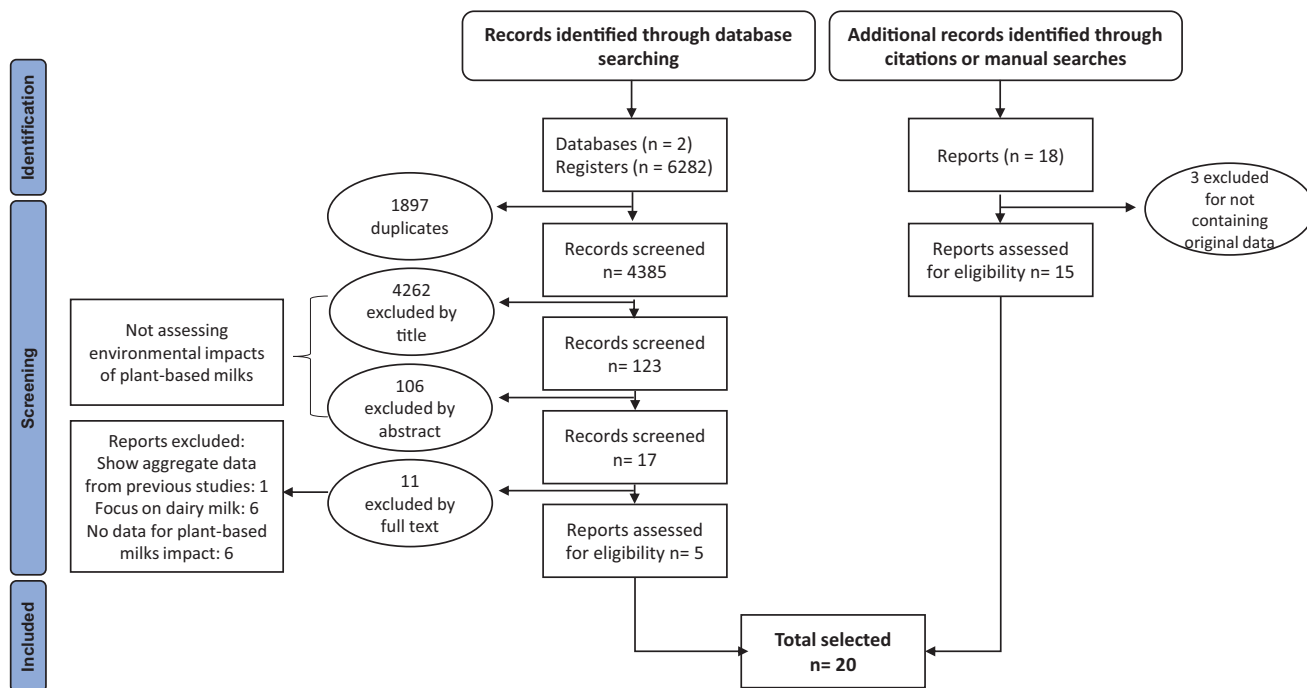 Records identified through database
searching
Additional records identified through
citations or manual searches
Identification
Databases (n = 2)
Registers (n = 6282)
Reports (n = 18)
3 excluded
for not
containing
original data
1897
duplicates
Screening
Records screened
n= 4385
Reports assessed
for eligibility n= 15
4262
excluded by
title
Not assessing
environmental impacts
of plant-based milks
Records screened
n= 123
106
excluded by
abstract
Records screened
n= 17
Reports excluded:
Show aggregate data
from previous studies: 1
Focus on dairy milk: 6
No data for plant-based
milks impact: 6
11
excluded by
full text
Reports assessed
for eligibility n= 5
Included
Total selected
n= 20